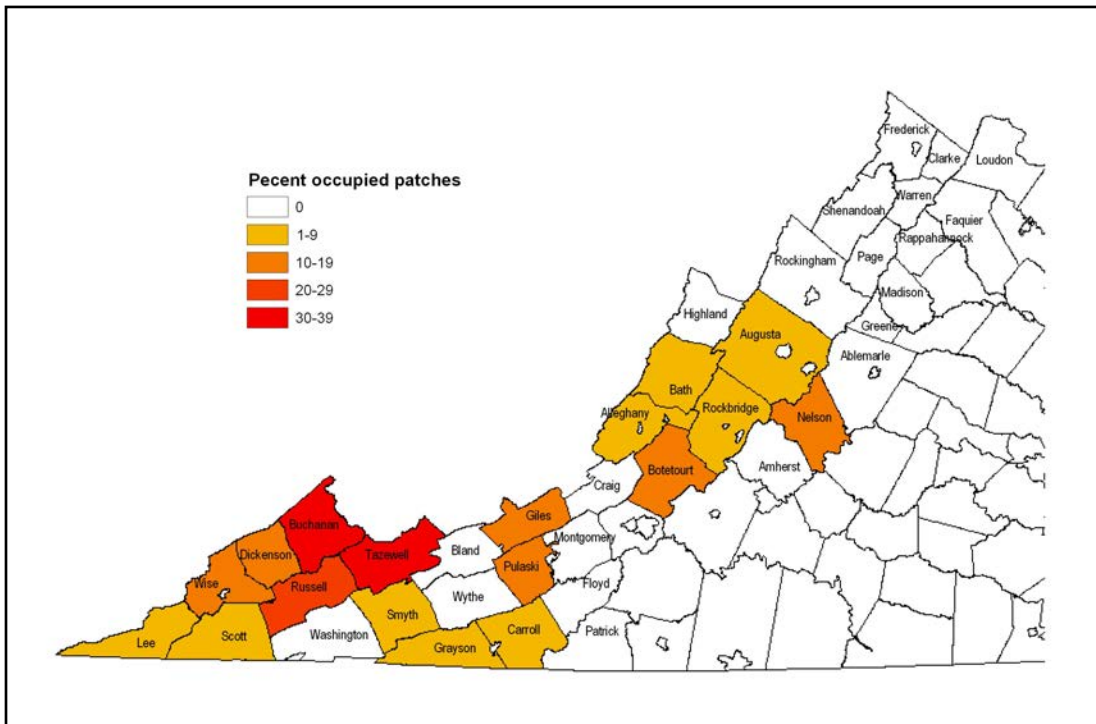 Pecent occupied patches
0
1-9
10-19
20-29
30-39
Frederick
Clarke
Loudon
Warren
Shenandoah
Faquier
Rappahannock
Page
Rockingham
Madison
Highland
Greene
Augusta
Ablemarle
Bath
Alleghany
Rockbridge
Nelson
Botetourt
Amherst
Craig
Giles
Buchanan
Montgomery
Dickenson
Tazewell
Bland
Pulaski
Wise
Russell
Floyd
Wythe
Smyth
Carroll
Patrick
Washington
Lee
Scott
Grayson